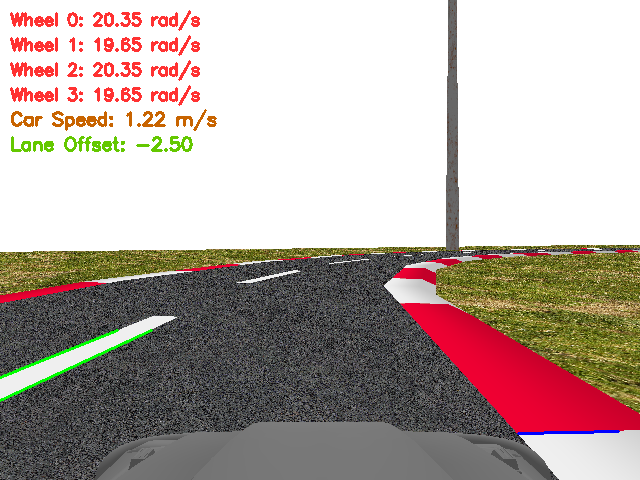 Wheel 0: 20.35 rad/s
Wheel 1: 19.65 rad/s
Wheel 2: 20.35 rad/s
Wheel 3: 19.65 rad/s
Car Speed: 1.22 m/s
Lane Offset: -2.50